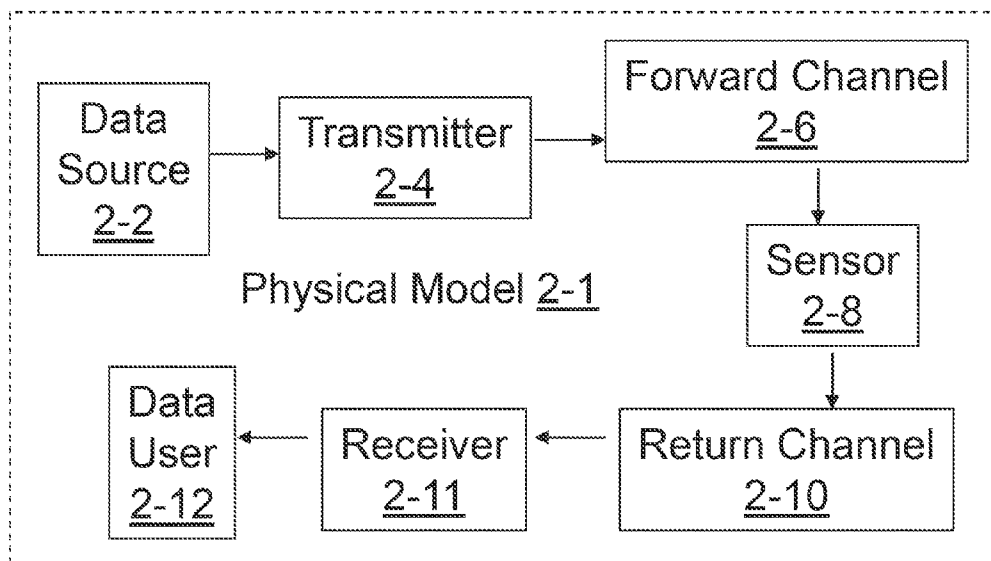 Data
Source
2-2
Transmitter
2-4
Forward Channel
2-6
Sensor
2-8
Physical Model 2-1
Return Channel
2-10
Receiver
2-11
Data
User
2-12